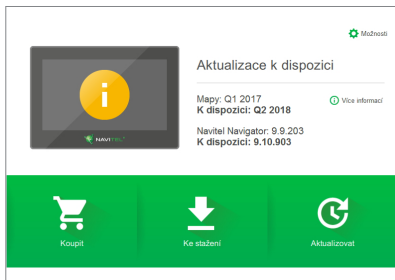 Možnosti
Aktualizace k dispozici
Mapy: Q1 2017
K dispozici: Q2 2018
Více informací
Navitel Navigator: 9.9.203
K dispozici: 9.10.903
NAVITEL
Koupit
Ke stažení
Aktualizovat